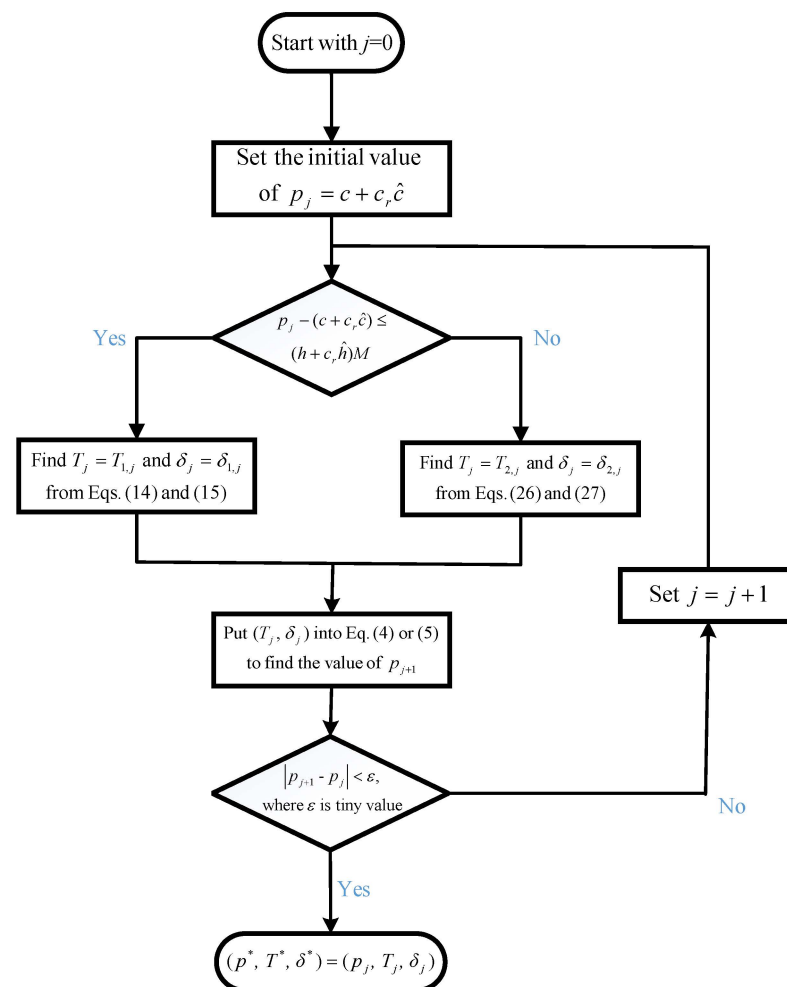 Start with j=0
Set the initial value
of p_j = c + c_r ĉ
p_j − (c + c_r ĉ) ≤
(h + c_r ĥ)M
Yes
No
Find T_j = T_{1,j} and δ_j = δ_{1,j}
from Eqs. (14) and (15)
Find T_j = T_{2,j} and δ_j = δ_{2,j}
from Eqs. (26) and (27)
Set j = j + 1
Put (T_j, δ_j) into Eq. (4) or (5)
to find the value of p_{j+1}
|p_{j+1} - p_j| < ε,
where ε is tiny value
No
Yes
(p*, T*, δ*) = (p_j, T_j, δ_j)